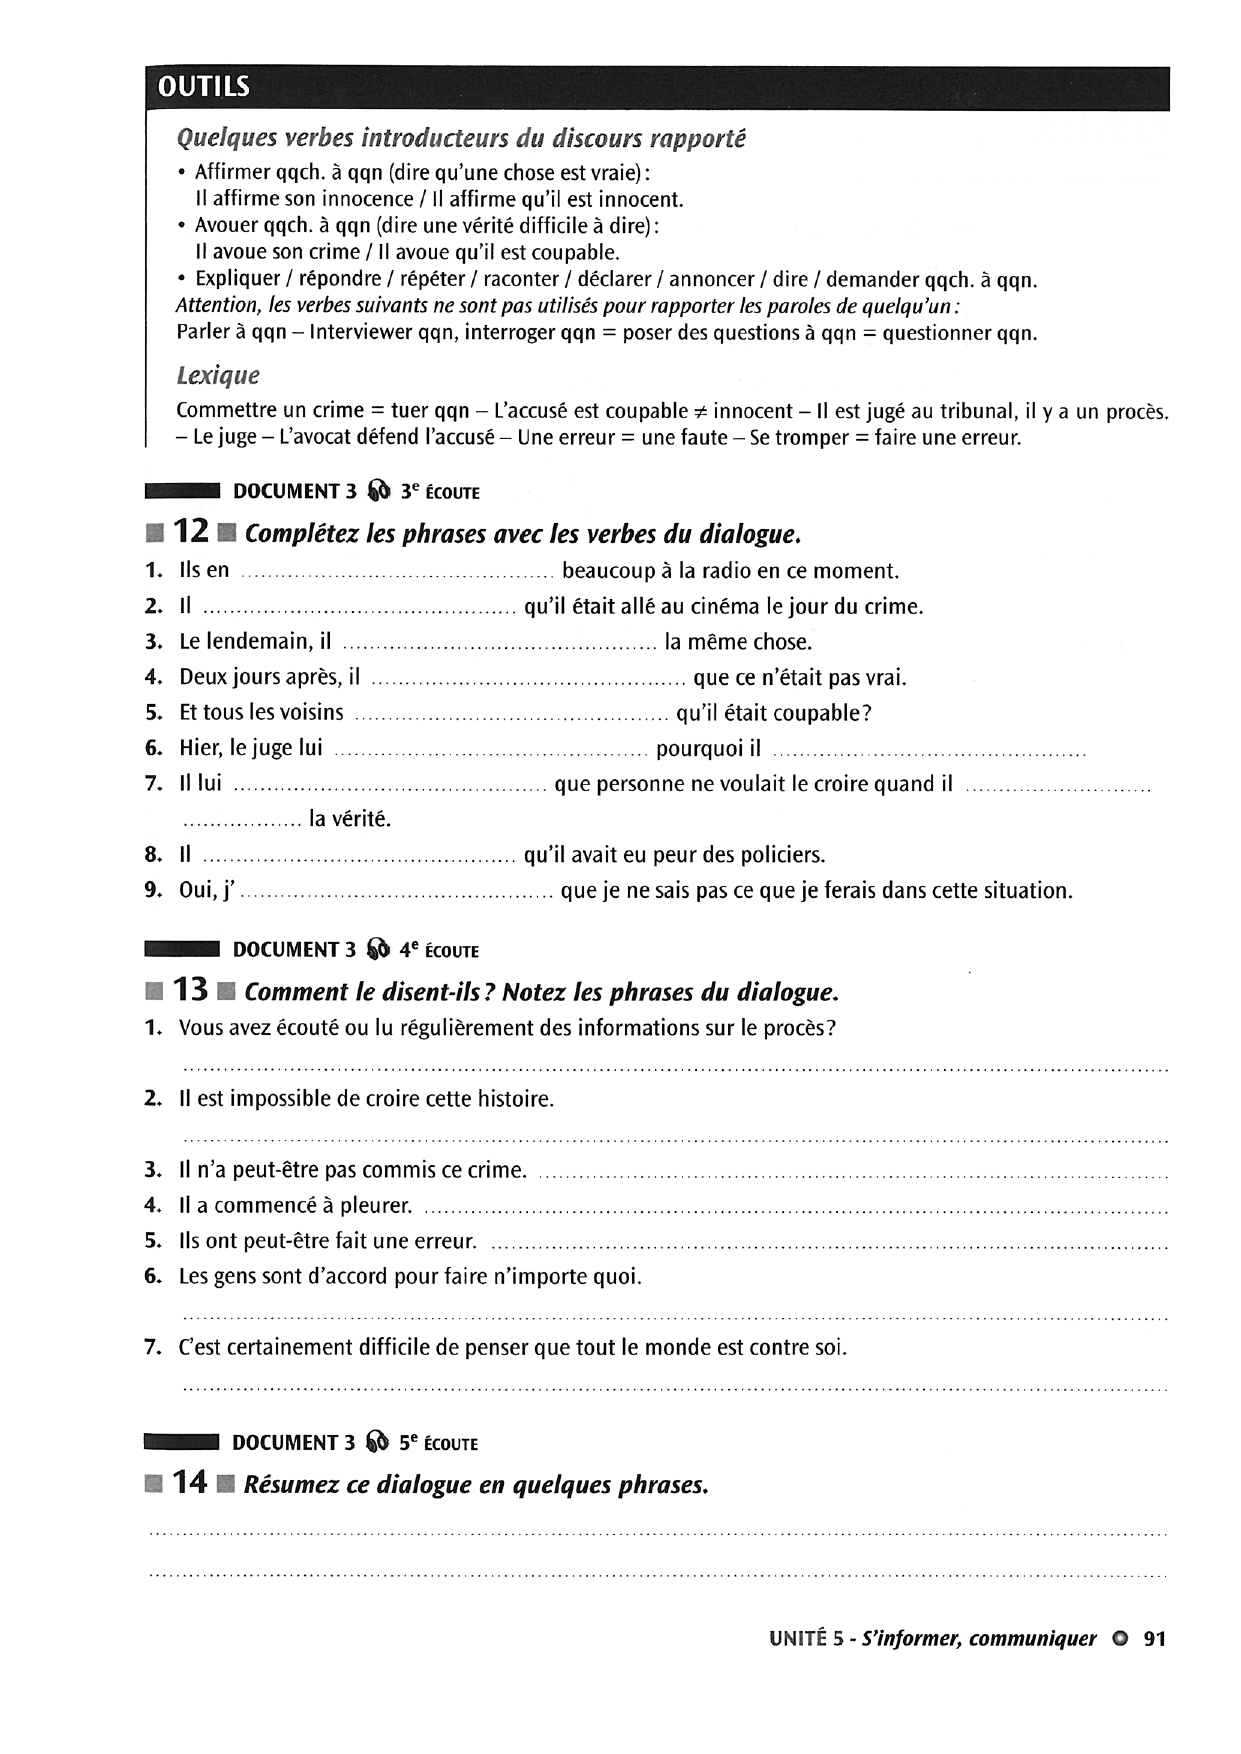 OUTILS
Quelques verbes introducteurs du discours rapporté
• Affirmer qqch. à qqn (dire qu'une chose est vraie) :
Il affirme son innocence / Il affirme qu'il est innocent.
• Avouer qqch. à qqn (dire une vérité difficile à dire) :
Il avoue son crime / Il avoue qu'il est coupable.
• Expliquer / répondre / répéter / raconter / déclarer / annoncer / dire / demander qqch. à qqn.
Attention, les verbes suivants ne sont pas utilisés pour rapporter les paroles de quelqu'un :
Parler à qqn – Interviewer qqn, interroger qqn = poser des questions à qqn = questionner qqn.
Lexique
Commettre un crime = tuer qqn – L'accusé est coupable ≠ innocent – Il est jugé au tribunal, il y a un procès.
– Le juge – L'avocat défend l'accusé – Une erreur = une faute – Se tromper = faire une erreur.
DOCUMENT 3 3e ÉCOUTE
12 Complétez les phrases avec les verbes du dialogue.
1. Ils en ............................................... beaucoup à la radio en ce moment.
2. Il ............................................... qu'il était allé au cinéma le jour du crime.
3. Le lendemain, il ............................................... la même chose.
4. Deux jours après, il ............................................... que ce n'était pas vrai.
5. Et tous les voisins ............................................... qu'il était coupable ?
6. Hier, le juge lui ............................................... pourquoi il ...............................................
7. Il lui ............................................... que personne ne voulait le croire quand il ............................
.................. la vérité.
8. Il ............................................... qu'il avait eu peur des policiers.
9. Oui, j' ............................................... que je ne sais pas ce que je ferais dans cette situation.
DOCUMENT 3 4e ÉCOUTE
13 Comment le disent-ils ? Notez les phrases du dialogue.
1. Vous avez écouté ou lu régulièrement des informations sur le procès ?
2. Il est impossible de croire cette histoire.
3. Il n'a peut-être pas commis ce crime. ...............................................
4. Il a commencé à pleurer. ...............................................
5. Ils ont peut-être fait une erreur. ...............................................
6. Les gens sont d'accord pour faire n'importe quoi.
7. C'est certainement difficile de penser que tout le monde est contre soi.
DOCUMENT 3 5e ÉCOUTE
14 Résumez ce dialogue en quelques phrases.
UNITÉ 5 - S'informer, communiquer 91